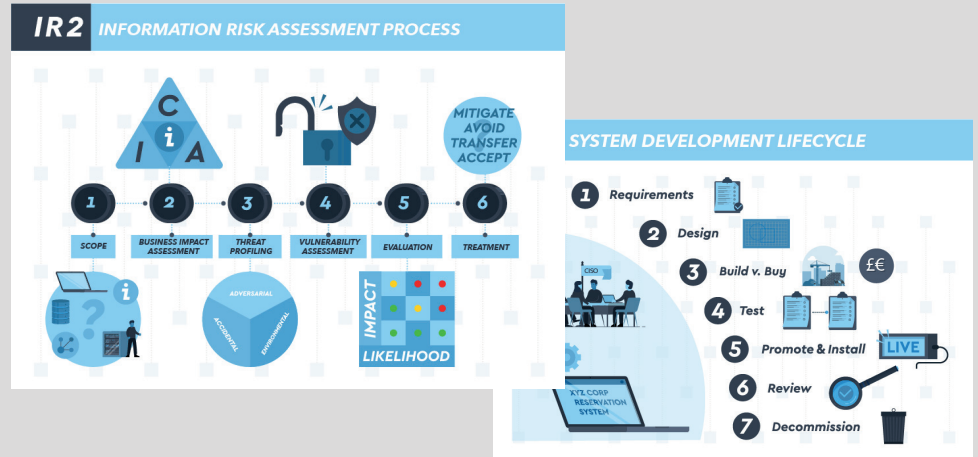 IR2 INFORMATION RISK ASSESSMENT PROCESS
C
i
I A
MITIGATE
AVOID
TRANSFER
ACCEPT
?
1 2 3 4 5 6
SCOPE
BUSINESS IMPACT
ASSESSMENT
THREAT
PROFILING
VULNERABILITY
ASSESSMENT
EVALUATION
TREATMENT
i
?
ADVERSARIAL
ACCIDENTAL
ENVIRONMENTAL
IMPACT
LIKELIHOOD
SYSTEM DEVELOPMENT LIFECYCLE
1 Requirements
2 Design
3 Build v. Buy
£€
4 Test
5 Promote & Install
LIVE
6 Review
7 Decommission
CISO
XYZ CORP
RESERVATION
SYSTEM